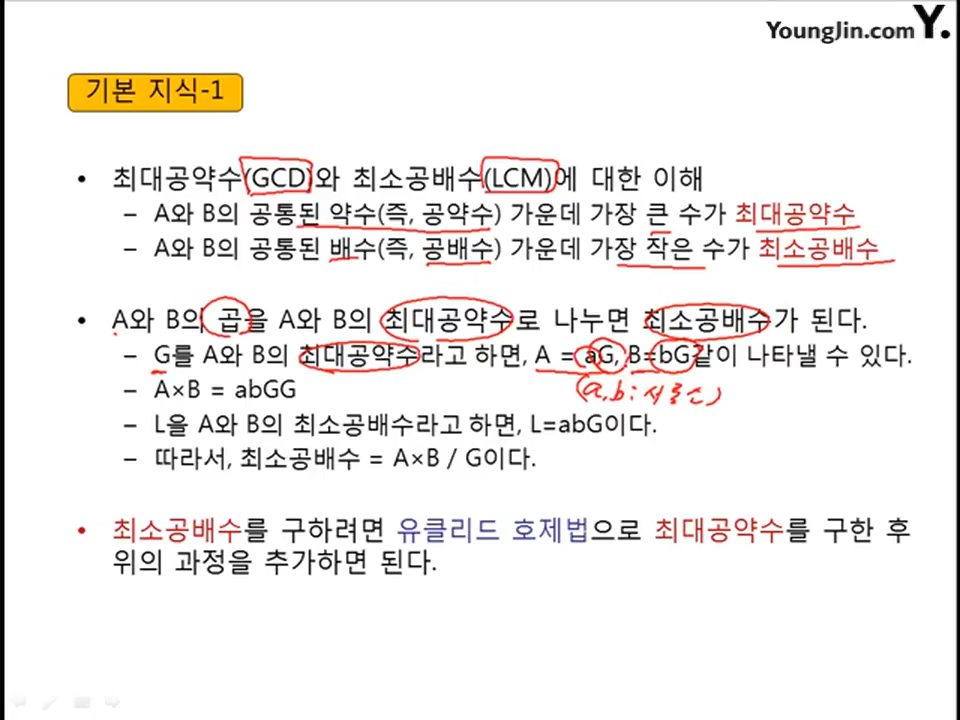 YoungJin.com Y.
기본 지식-1
• 최대공약수(GCD)와 최소공배수(LCM)에 대한 이해
– A와 B의 공통된 약수(즉, 공약수) 가운데 가장 큰 수가 최대공약수
– A와 B의 공통된 배수(즉, 공배수) 가운데 가장 작은 수가 최소공배수
• A와 B의 곱을 A와 B의 최대공약수로 나누면 최소공배수가 된다.
– G를 A와 B의 최대공약수라고 하면, A = aG, B=bG같이 나타낼 수 있다.
– A×B = abGG
(a, b : 서로소)
– L을 A와 B의 최소공배수라고 하면, L=abG이다.
– 따라서, 최소공배수 = A×B / G이다.
• 최소공배수를 구하려면 유클리드 호제법으로 최대공약수를 구한 후
위의 과정을 추가하면 된다.